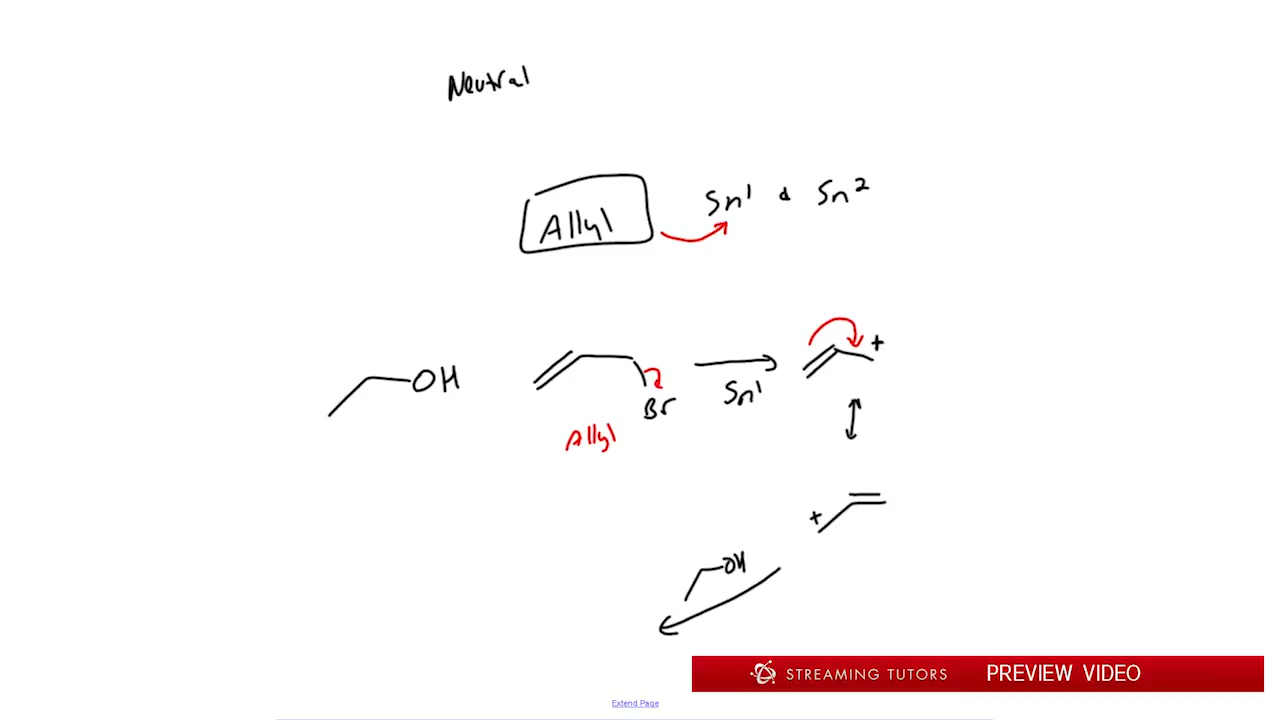 Neutral
Allyl
Sn1 & Sn2
OH
Br
Sn1
+
Allyl
+
OH
STREAMING TUTORS PREVIEW VIDEO
Extend Page